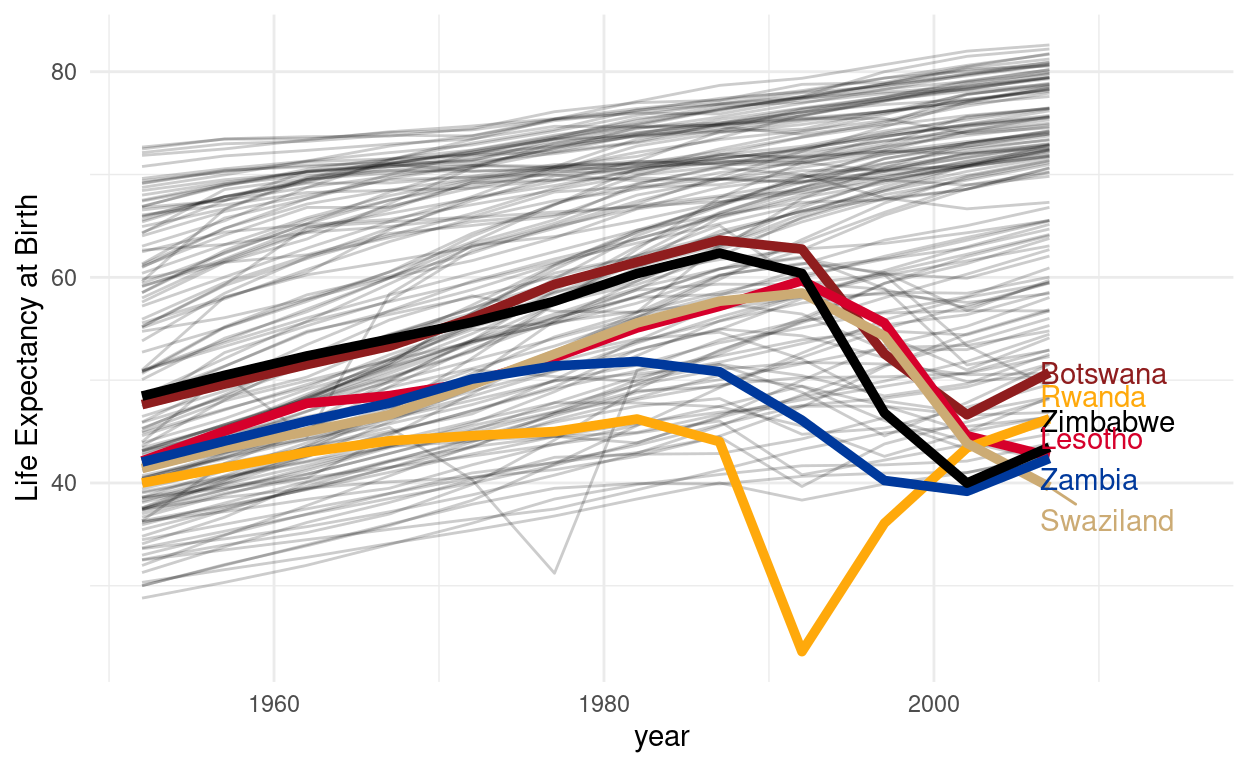 80
60
40
Life Expectancy at Birth
Botswana
Rwanda
Zimbabwe
Lesotho
Zambia
Swaziland
1960
1980
2000
year